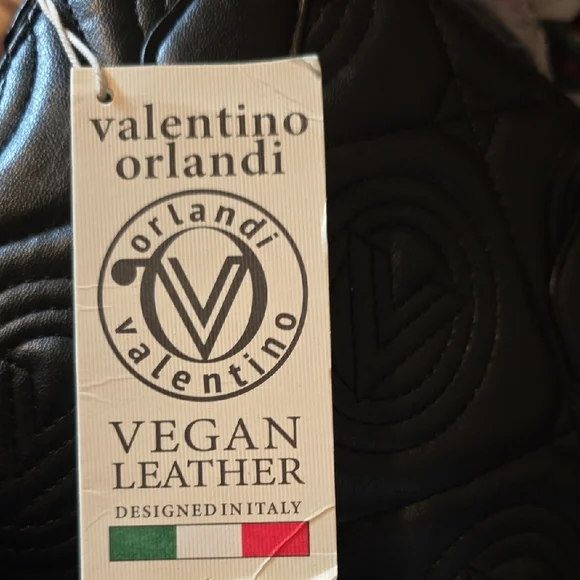 valentino
orlandi
orlandi
V
valentino
VEGAN
LEATHER
DESIGNED IN ITALY